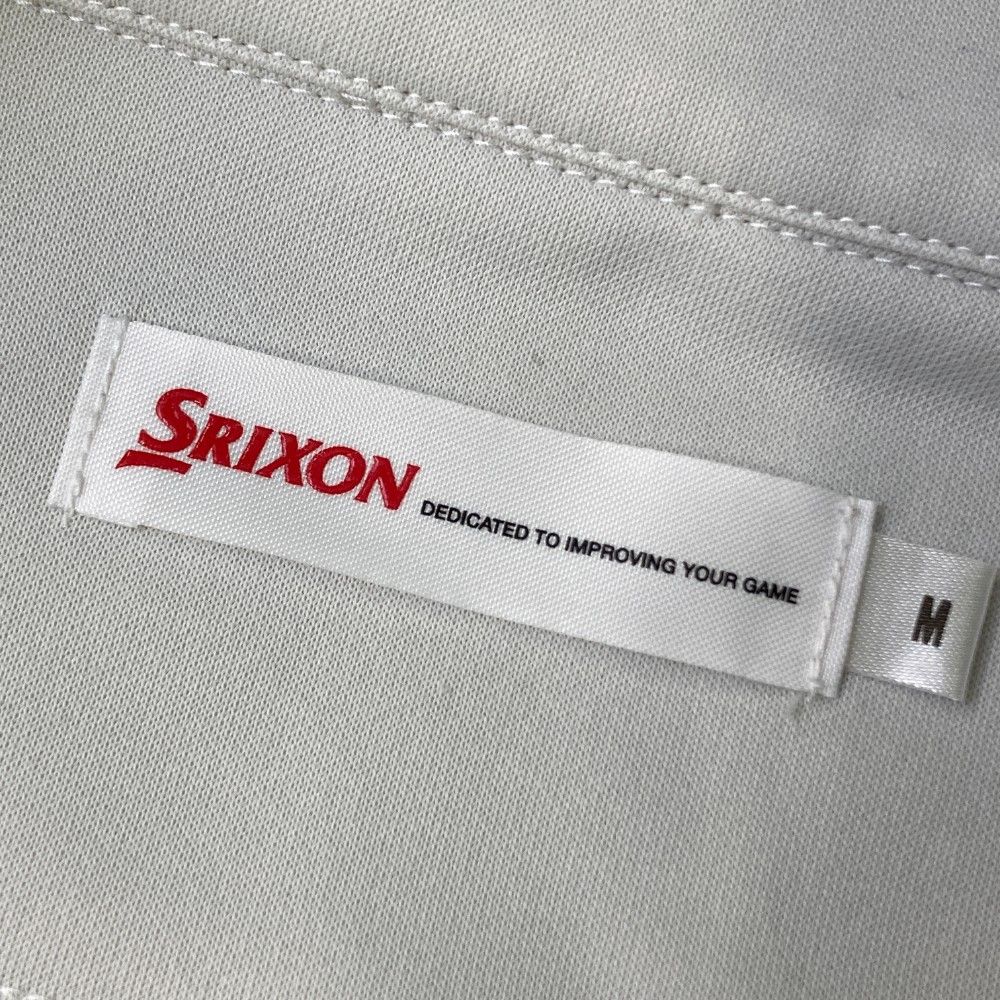 SRIXON
DEDICATED TO IMPROVING YOUR GAME
M